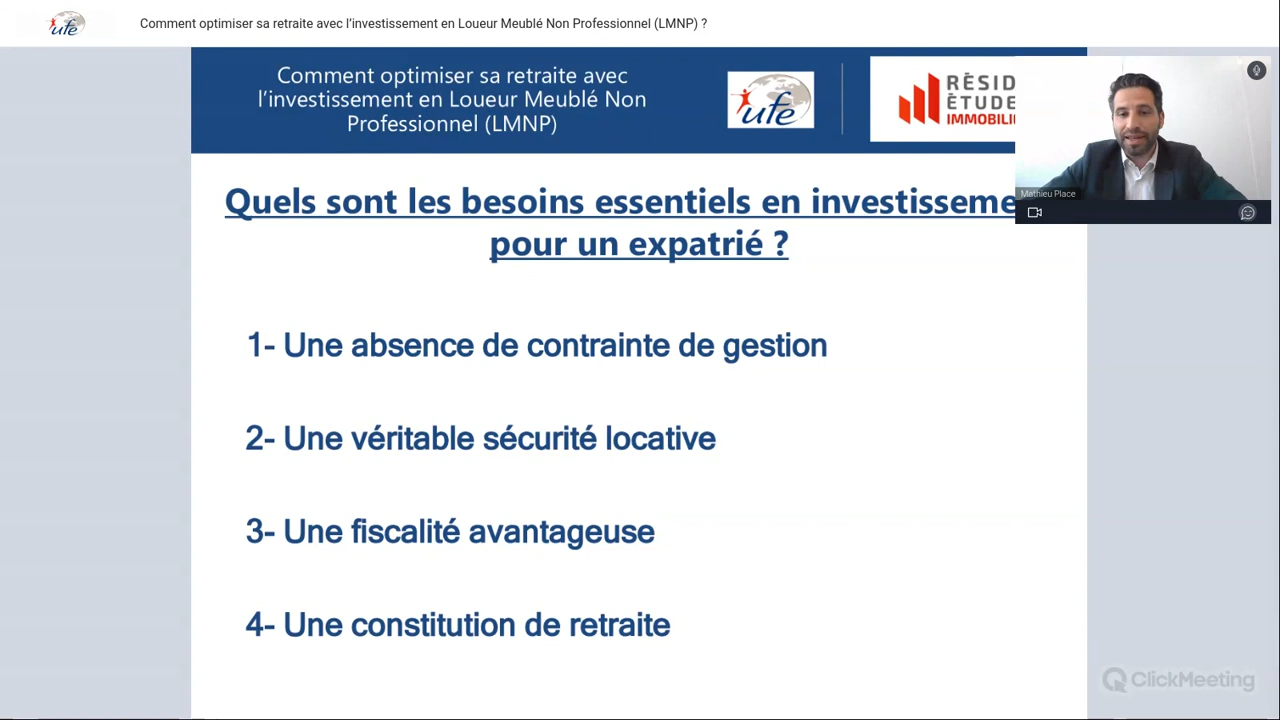 ufe
Comment optimiser sa retraite avec l’investissement en Loueur Meublé Non Professionnel (LMNP) ?
Comment optimiser sa retraite avec
l’investissement en Loueur Meublé Non
Professionnel (LMNP)
ufe
RÉSID
ÉTUDE
IMMOBILI
Mathieu Place
Quels sont les besoins essentiels en investisseme
pour un expatrié ?
1- Une absence de contrainte de gestion
2- Une véritable sécurité locative
3- Une fiscalité avantageuse
4- Une constitution de retraite
ClickMeeting